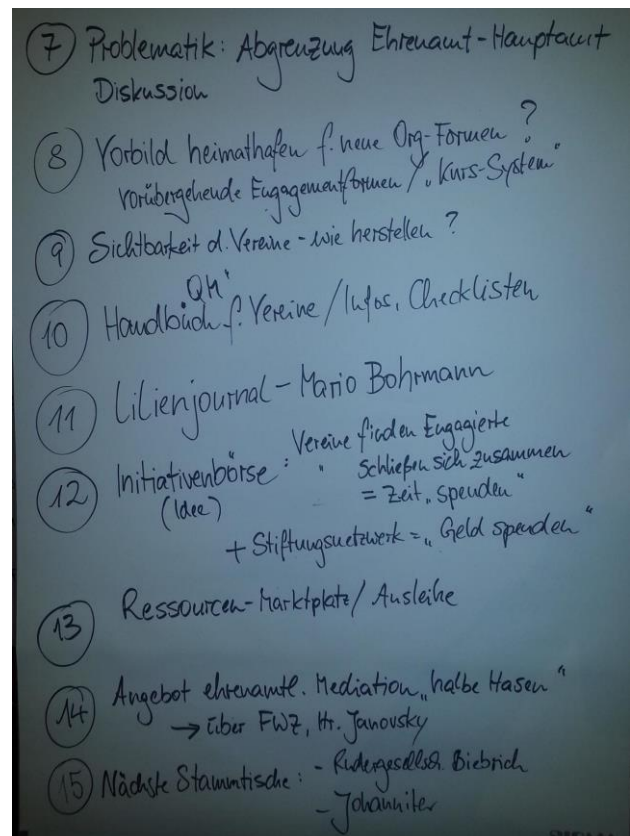 7 Problematik: Abgrenzung Ehrenamt-Hauptamt
Diskussion
8 Vorbild heimathafen f. neue Org-Formen ?
vorübergehende Engagementformen / "Kurs-System"
9 Sichtbarkeit d. Vereine - wie herstellen ?
QM
10 Handbuch f. Vereine / Infos, Checklisten
11 Lilienjournal - Mario Bohrmann
12 Initiativenbörse : Vereine finden Engagierte
(Idee) " schließen sich zusammen
= Zeit "spenden"
+ Stiftungsnetzwerk = "Geld spenden"
13 Ressourcen-Marktplatz / Ausleihe
14 Angebot ehrenamtl. Mediation "halbe Hasen"
→ über FWZ, Hr. Janovsky
15 Nächste Stammtische : - Rudergesellsch. Biebrich
- Johanniter